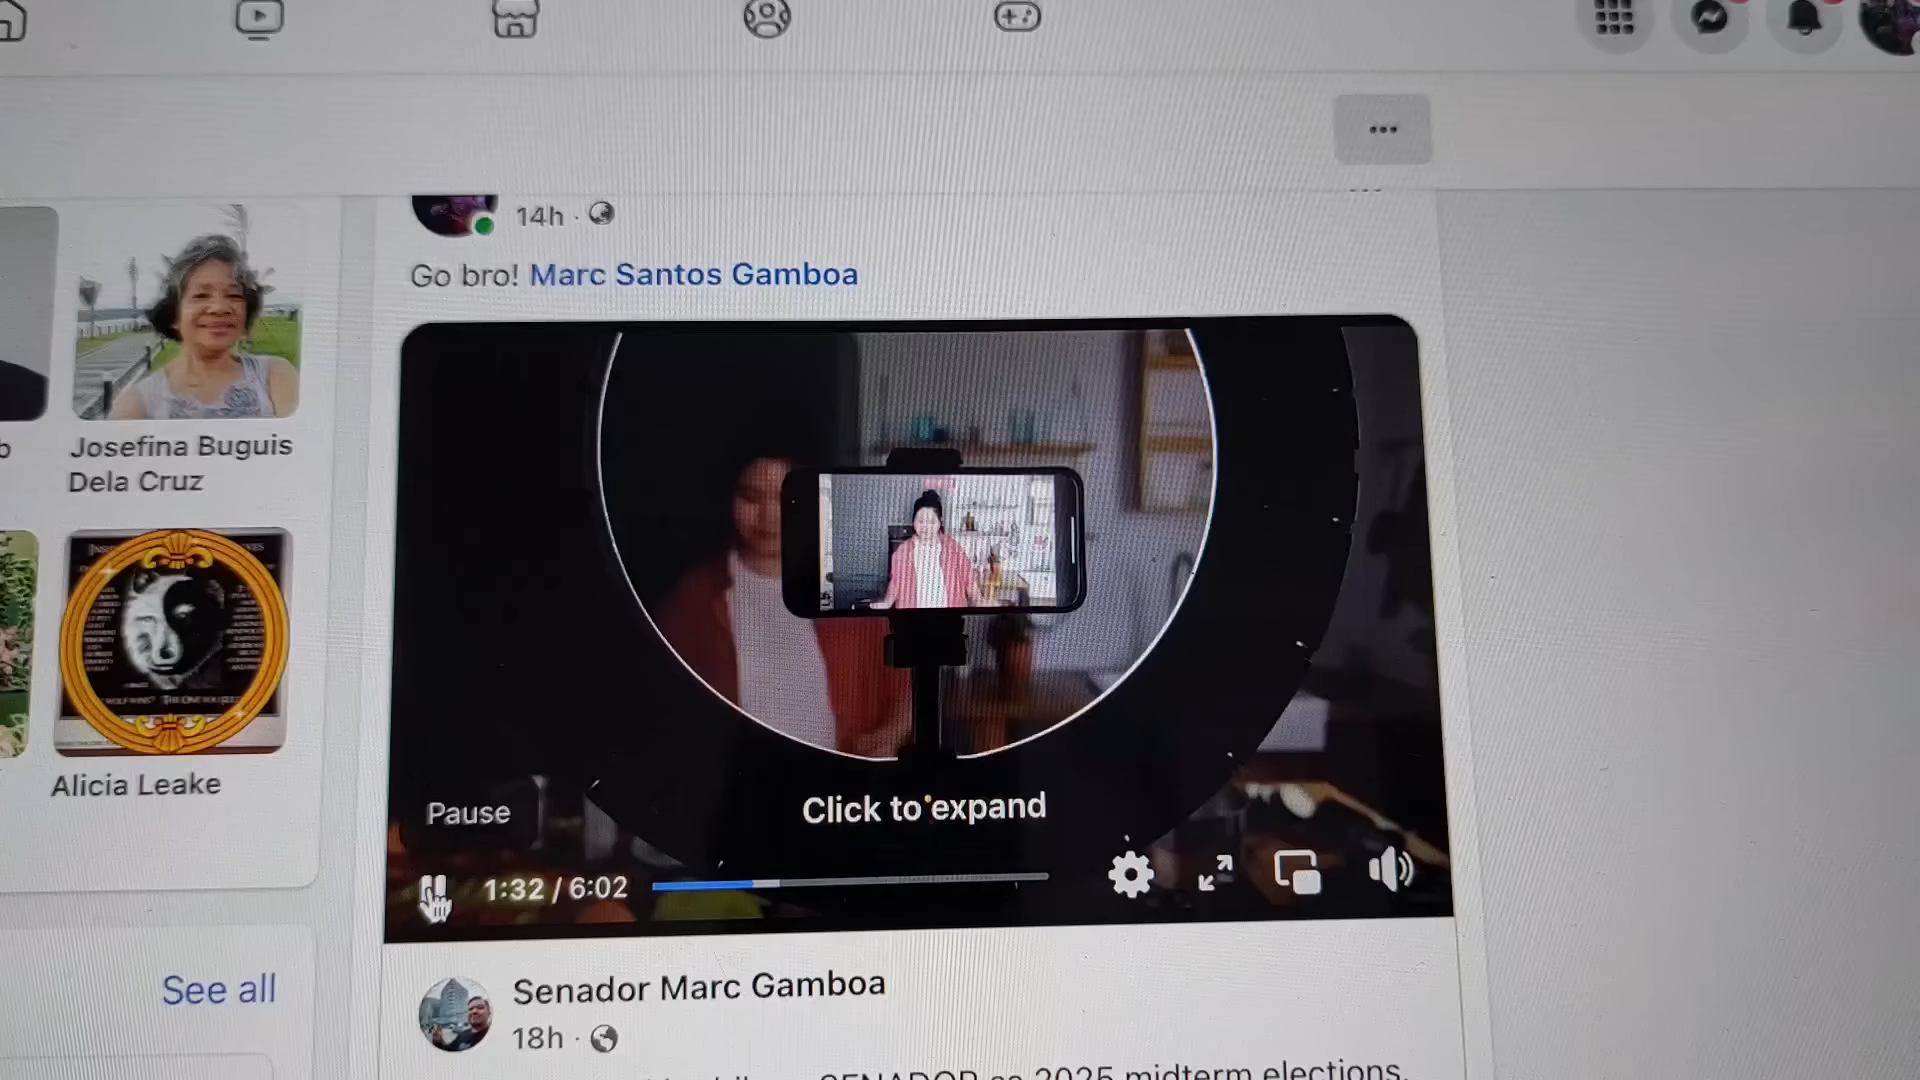 14h ·
Go bro! Marc Santos Gamboa
Josefina Buguis
Dela Cruz
Alicia Leake
See all
Pause
Click to expand
1:32 / 6:02
Senador Marc Gamboa
18h ·
2025 midterm elections.